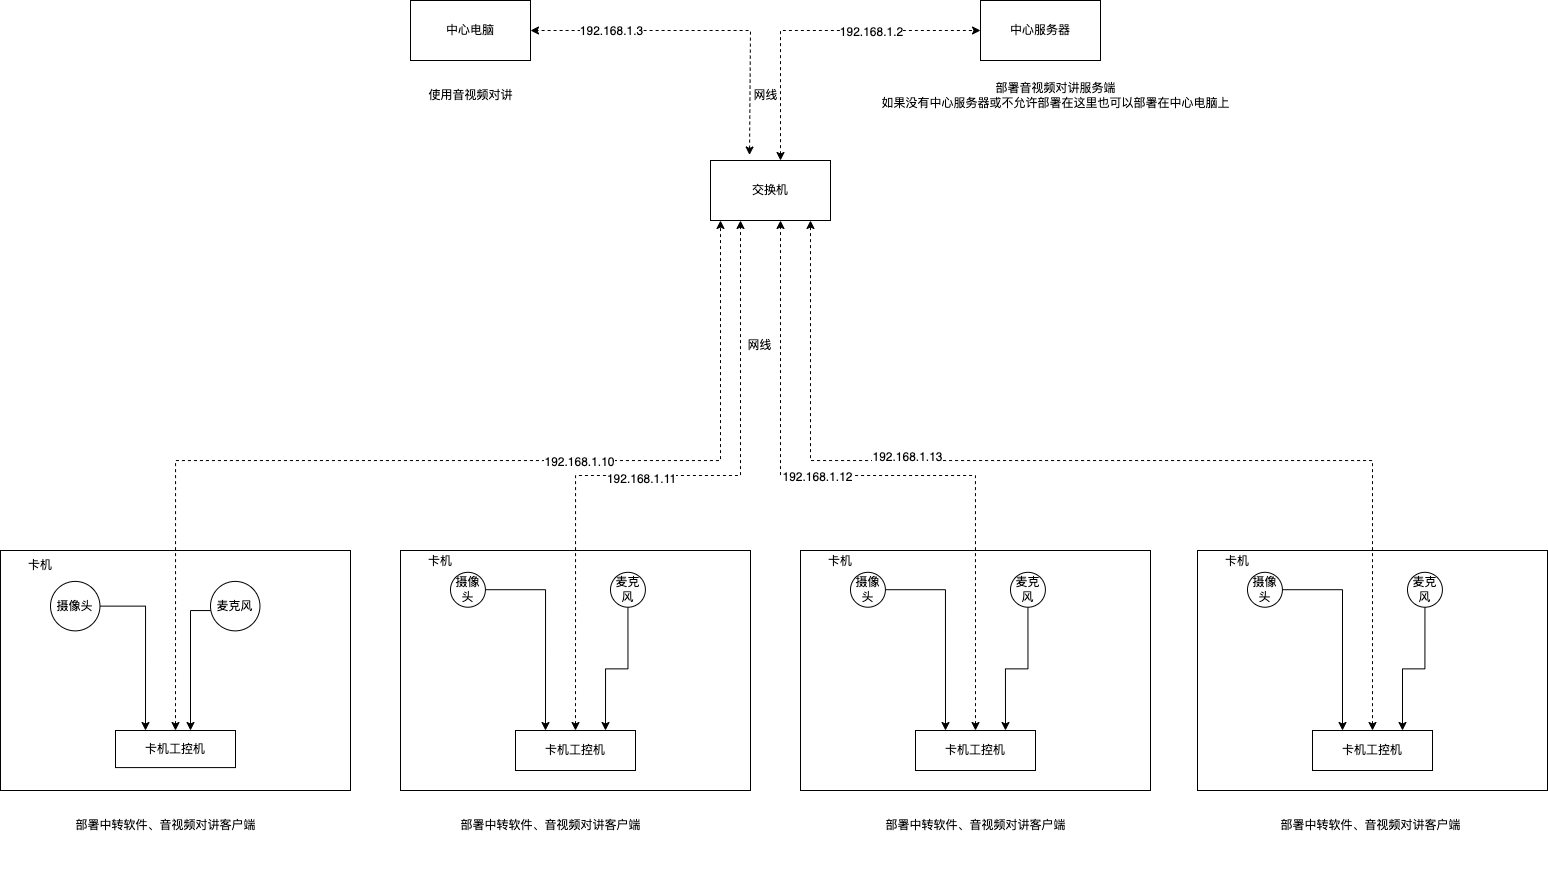 中心电脑
192.168.1.3
192.168.1.2
中心服务器
使用音视频对讲
网线
部署音视频对讲服务端
如果没有中心服务器或不允许部署在这里也可以部署在中心电脑上
交换机
网线
192.168.1.10
192.168.1.11
192.168.1.12
192.168.1.13
卡机
摄像头
麦克风
卡机工控机
部署中转软件、音视频对讲客户端
卡机
摄像
头
麦克
风
卡机工控机
部署中转软件、音视频对讲客户端
卡机
摄像
头
麦克
风
卡机工控机
部署中转软件、音视频对讲客户端
卡机
摄像
头
麦克
风
卡机工控机
部署中转软件、音视频对讲客户端